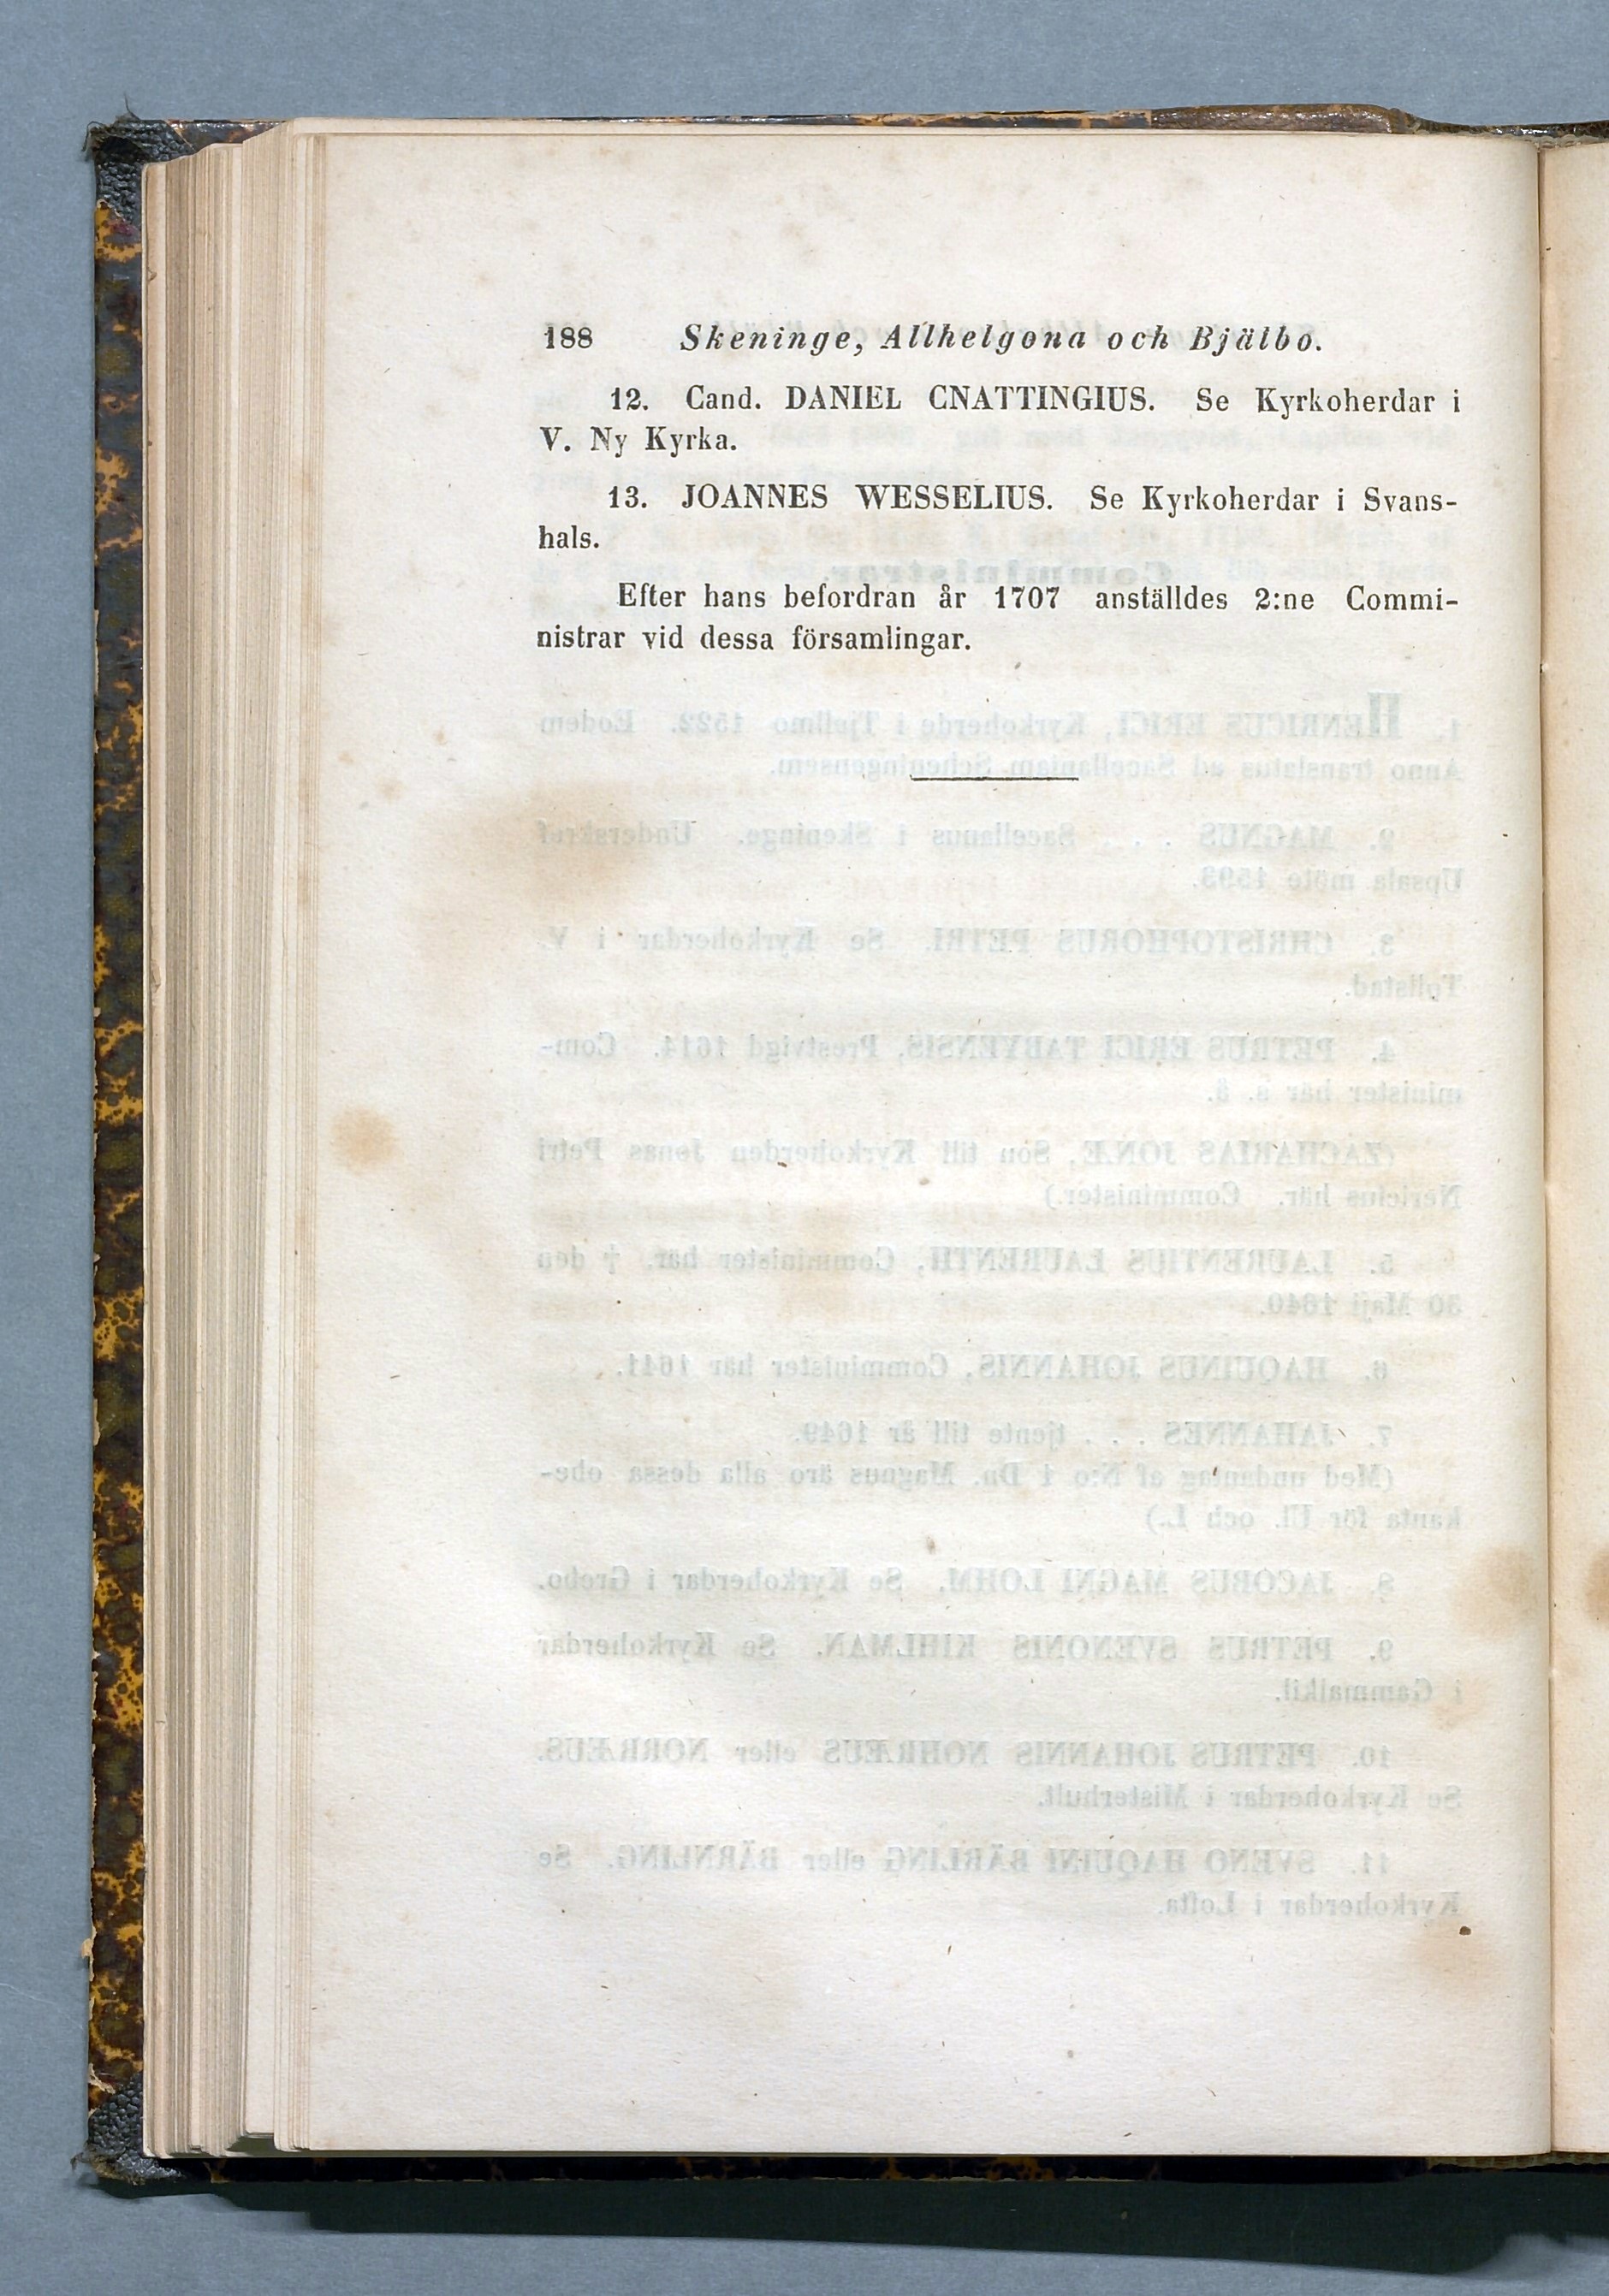 188 Skeninge, Allhelgona och Bjälbo.
12. Cand. DANIEL CNATTINGIUS. Se Kyrkoherdar i
V. Ny Kyrka.
13. JOANNES WESSELIUS. Se Kyrkoherdar i Svans-
hals.
Efter hans befordran år 1707 anställdes 2:ne Commi-
nistrar vid dessa församlingar.